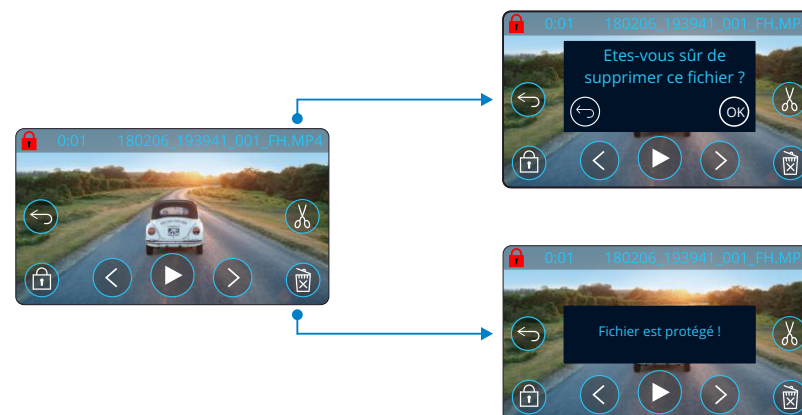 0:01 180206_193941_001_FH.MP4
0:01 180206_193941_001_FH.MP
Etes-vous sûr de
supprimer ce fichier ?
OK
0:01 180206_193941_001_FH.MP
Fichier est protégé !